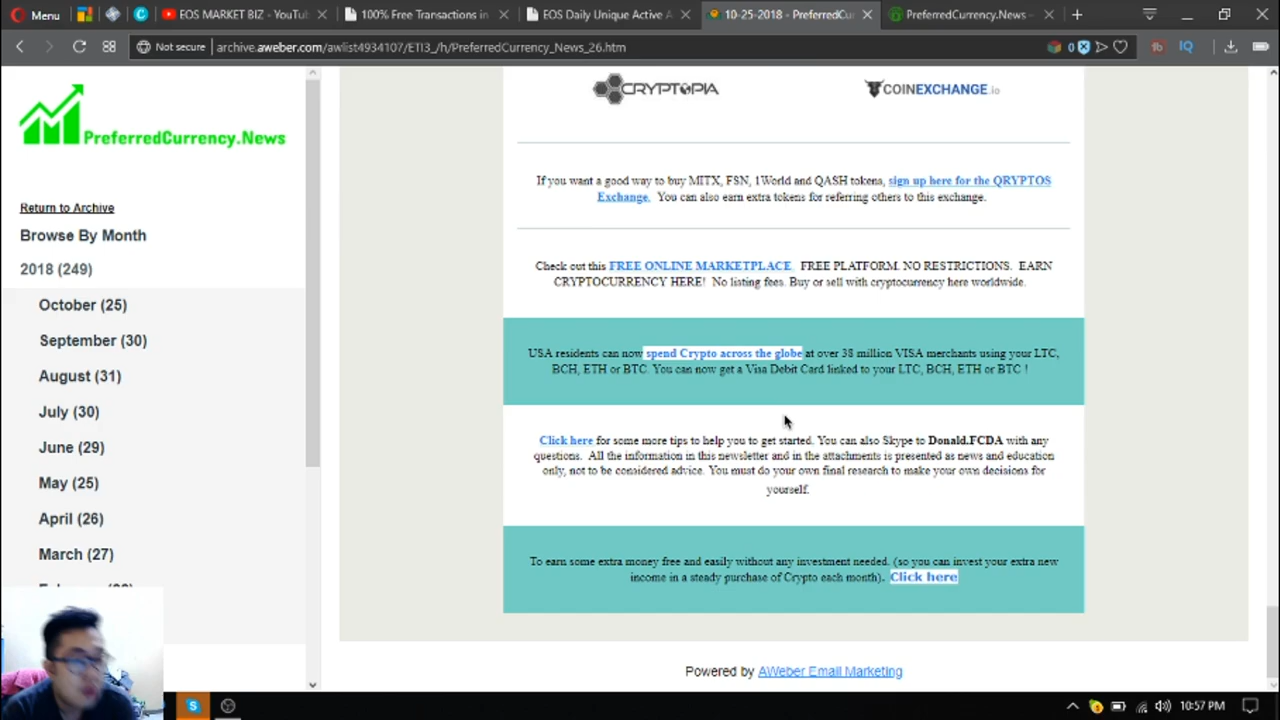 Menu
EOS MARKET BIZ - YouTu
100% Free Transactions in
EOS Daily Unique Active A
10-25-2018 - PreferredCur
PreferredCurrency.News -
Not secure
archive.aweber.com/awlist4934107/ETI3_/h/PreferredCurrency_News_26.htm
0
IQ
PreferredCurrency.News
Return to Archive
Browse By Month
2018 (249)
October (25)
September (30)
August (31)
July (30)
June (29)
May (25)
April (26)
March (27)
CRYPTOPIA
COINEXCHANGE.io
If you want a good way to buy MITX, FSN, 1World and QASH tokens, sign up here for the QRYPTOS
Exchange. You can also earn extra tokens for referring others to this exchange.
Check out this FREE ONLINE MARKETPLACE. FREE PLATFORM. NO RESTRICTIONS. EARN
CRYPTOCURRENCY HERE! No listing fees. Buy or sell with cryptocurrency here worldwide.
USA residents can now spend Crypto across the globe at over 38 million VISA merchants using your LTC,
BCH, ETH or BTC. You can now get a Visa Debit Card linked to your LTC, BCH, ETH or BTC !
Click here for some more tips to help you to get started. You can also Skype to Donald.FCDA with any
questions. All the information in this newsletter and in the attachments is presented as news and education
only, not to be considered advice. You must do your own final research to make your own decisions for
yourself.
To earn some extra money free and easily without any investment needed. (so you can invest your extra new
income in a steady purchase of Crypto each month). Click here
Powered by AWeber Email Marketing
10:57 PM